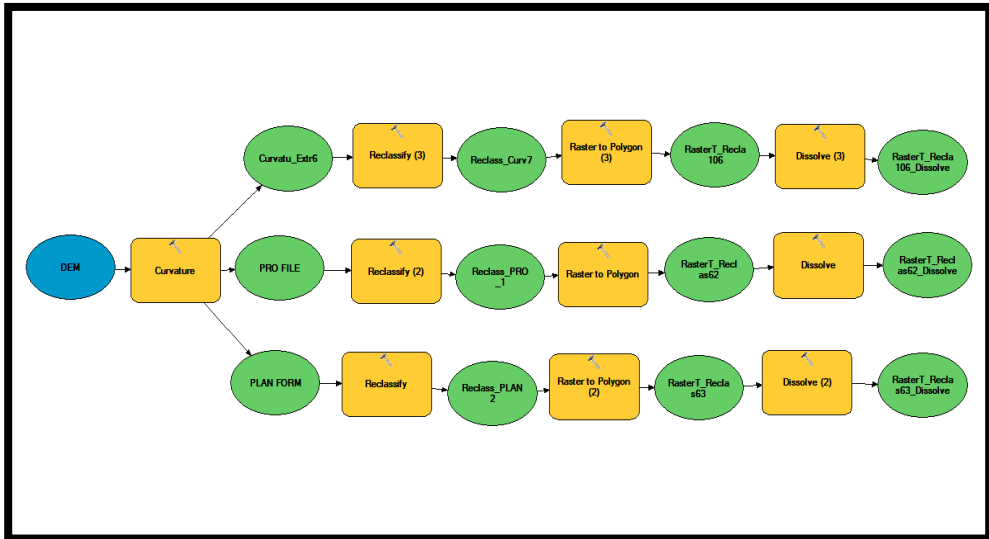 Curvatu_Extr6
Reclassify (3)
Reclass_Curv7
Raster to Polygon
(3)
RasterT_Recla
106
Dissolve (3)
RasterT_Recla
106_Dissolve
DEM
Curvature
PRO FILE
Reclassify (2)
Reclass_PRO
_1
Raster to Polygon
RasterT_Recl
as62
Dissolve
RasterT_Recl
as62_Dissolve
PLAN FORM
Reclassify
Reclass_PLAN
2
Raster to Polygon
(2)
RasterT_Recla
s63
Dissolve (2)
RasterT_Recla
s63_Dissolve